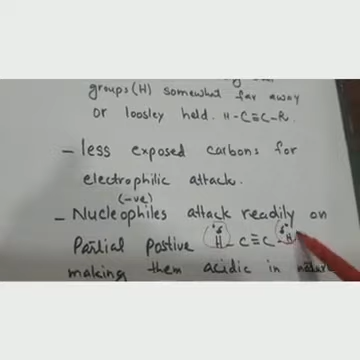 groups (H) somewhat far away
or loosley held. H-C≡C-R.
- less exposed carbons for
electrophilic attack.
(-ve)
- Nucleophiles attack readily on
Partial Postive H-C≡C-H
making them acidic in nature